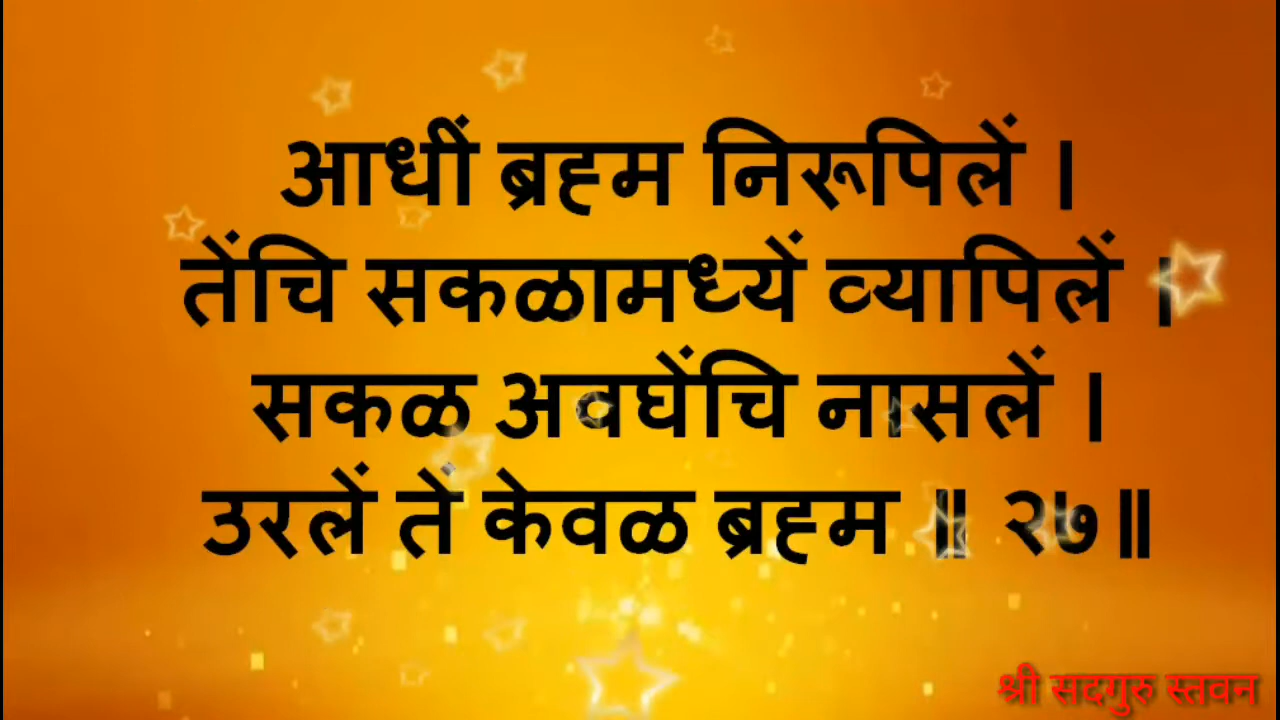 आधीं ब्रह्म निरूपिलें ।
तेंचि सकळामध्यें व्यापिलें ।
सकळ अवघेंचि नासलें ।
उरलें तें केवळ ब्रह्म ॥ २७॥
श्री सदगुरु स्तवन